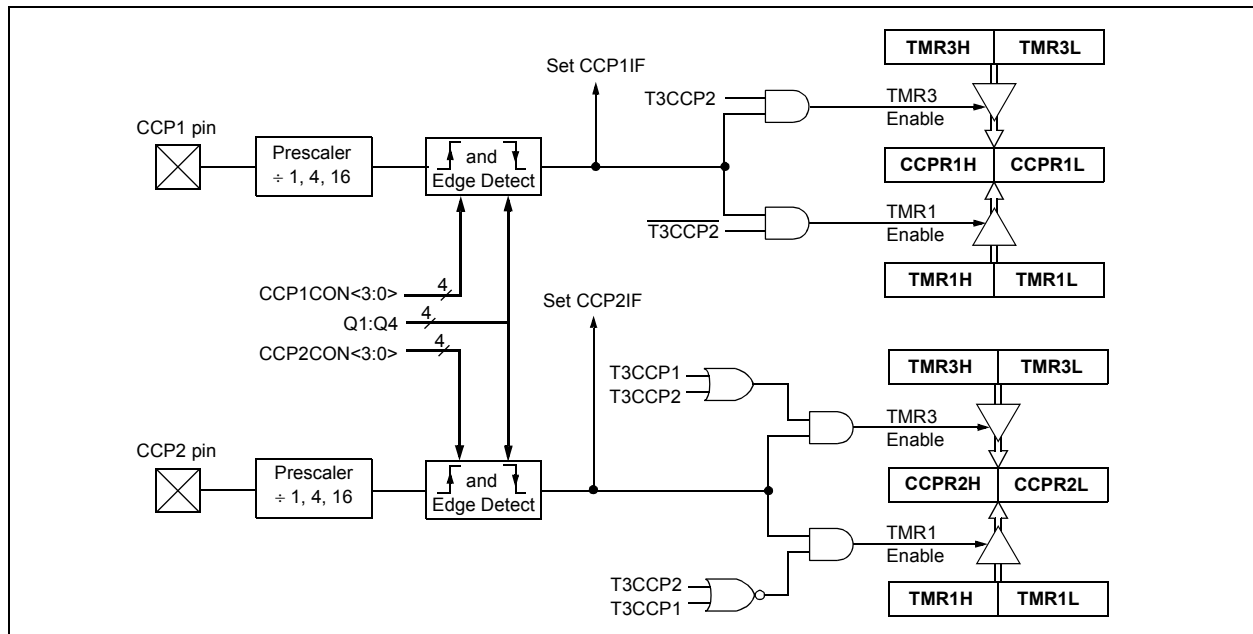 TMR3H TMR3L
Set CCP1IF
T3CCP2
TMR3
Enable
CCP1 pin
Prescaler
÷ 1, 4, 16
and
Edge Detect
CCPR1H CCPR1L
TMR1
Enable
T3CCP2
TMR1H TMR1L
CCP1CON<3:0> 4
Q1:Q4 4
CCP2CON<3:0> 4
Set CCP2IF
TMR3H TMR3L
T3CCP1
T3CCP2
TMR3
Enable
CCP2 pin
Prescaler
÷ 1, 4, 16
and
Edge Detect
CCPR2H CCPR2L
TMR1
Enable
T3CCP2
T3CCP1
TMR1H TMR1L